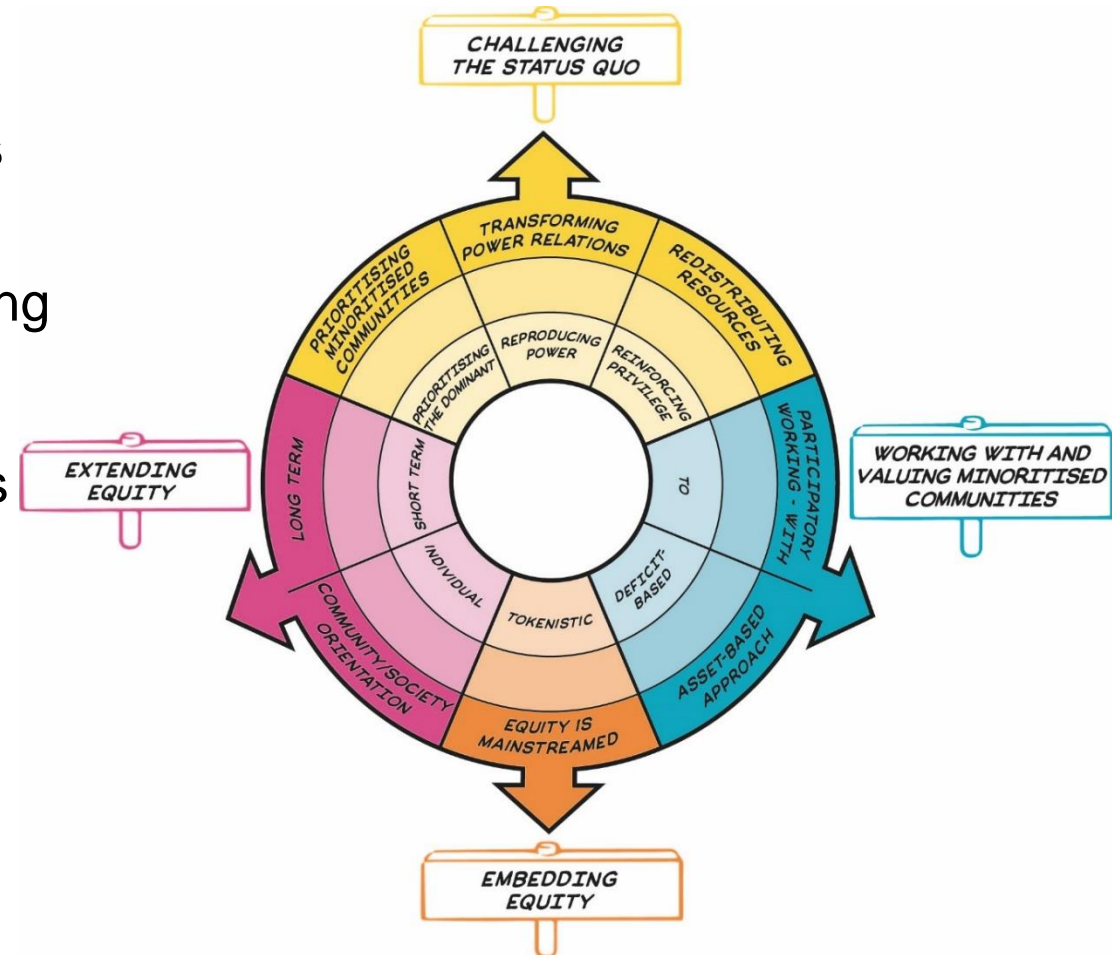 CHALLENGING
THE STATUS QUO
s
ng
s
TRANSFORMING
POWER RELATIONS
PRIORITISING
MINORITISED
COMMUNITIES
REDISTRIBUTING
RESOURCES
REPRODUCING
POWER
PRIORITISING
THE DOMINANT
REINFORCING
PRIVILEGE
EXTENDING
EQUITY
LONG TERM
SHORT TERM
TO
PARTICIPATORY
WORKING - WITH
WORKING WITH AND
VALUING MINORITISED
COMMUNITIES
INDIVIDUAL
TOKENISTIC
DEFICIT-
BASED
COMMUNITY/SOCIETY
ORIENTATION
ASSET-BASED
APPROACH
EQUITY IS
MAINSTREAMED
EMBEDDING
EQUITY